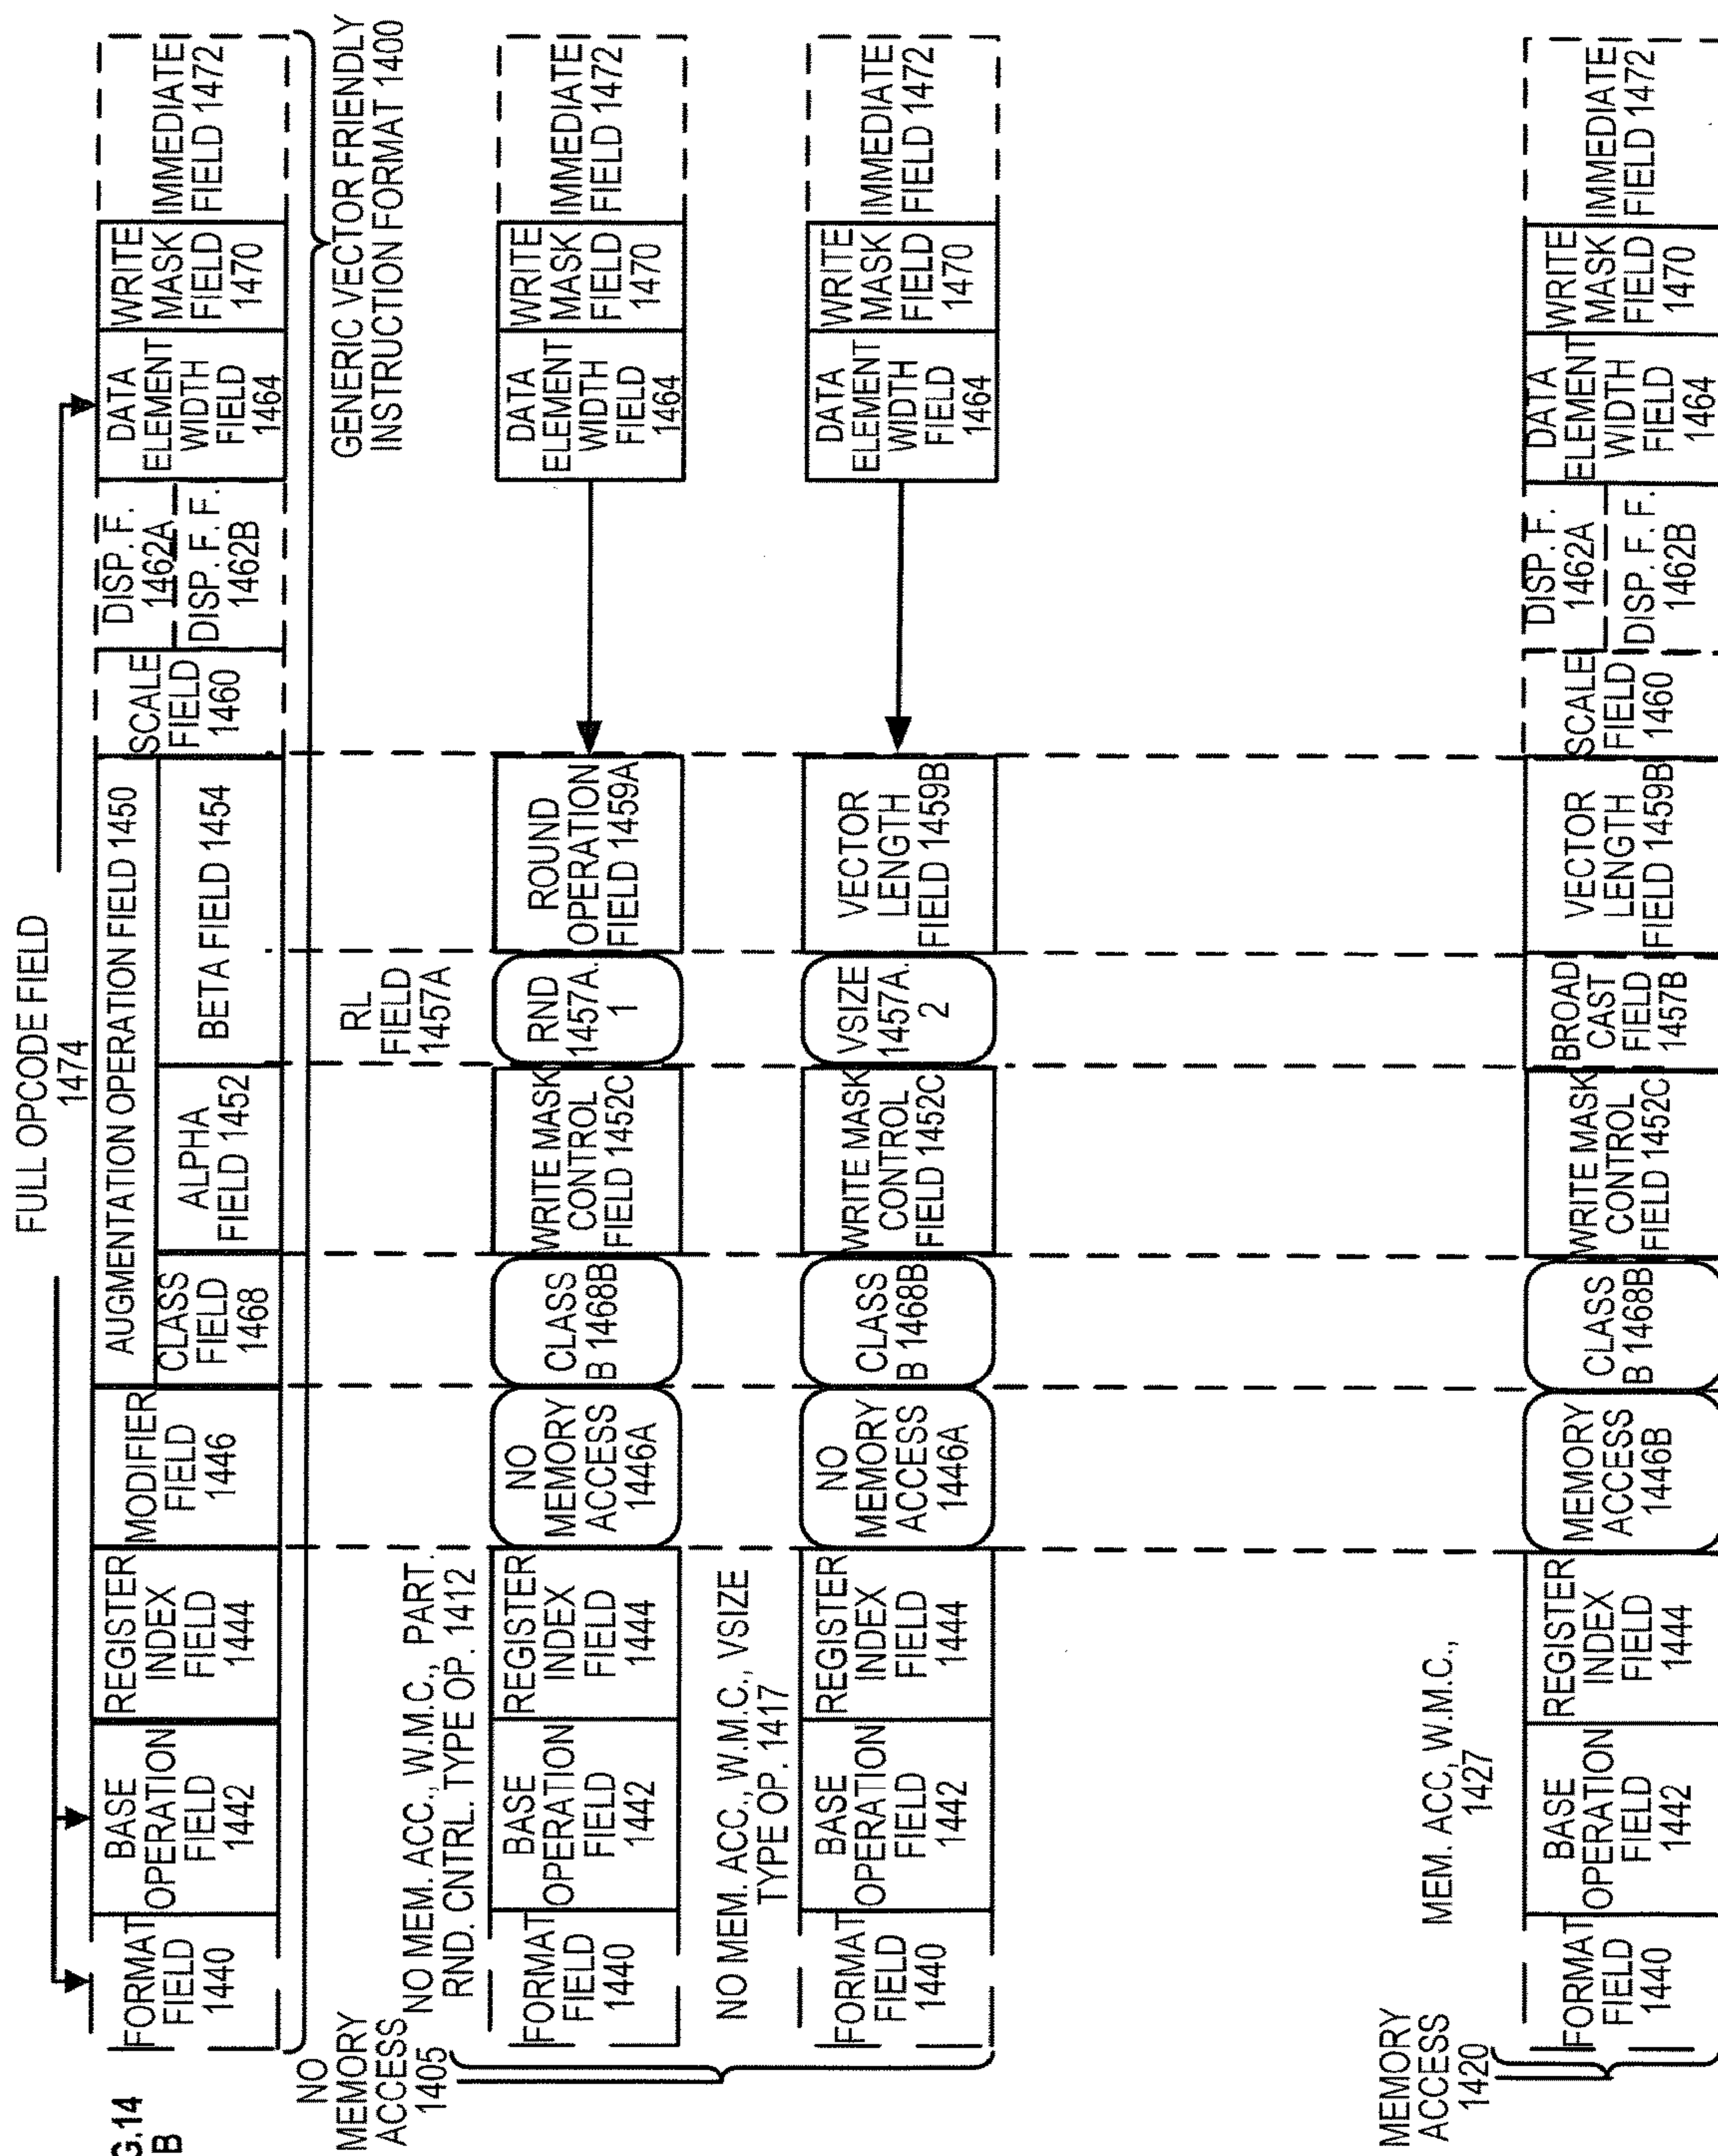 FULL OPCODE FIELD
1474
FORMAT
FIELD
1440
BASE
OPERATION
FIELD
1442
REGISTER
INDEX
FIELD
1444
MODIFIER
FIELD
1446
AUGMENTATION OPERATION FIELD 1450
CLASS
FIELD
1468
ALPHA
FIELD 1452
BETA FIELD 1454
SCALE
FIELD
1460
DISP. F.
1462A
DISP. F. F.
1462B
DATA
ELEMENT
WIDTH
FIELD
1464
WRITE
MASK
FIELD
1470
IMMEDIATE
FIELD 1472
G.14
B
GENERIC VECTOR FRIENDLY
INSTRUCTION FORMAT 1400
NO
MEMORY
ACCESS
1405
NO MEM. ACC., W.M.C., PART.
RND. CNTRL. TYPE OP. 1412
RL
FIELD
1457A
FORMAT
FIELD
1440
BASE
OPERATION
FIELD
1442
REGISTER
INDEX
FIELD
1444
NO
MEMORY
ACCESS
1446A
CLASS
B 1468B
WRITE MASK
CONTROL
FIELD 1452C
RND
1457A.
1
ROUND
OPERATION
FIELD 1459A
DATA
ELEMENT
WIDTH
FIELD
1464
WRITE
MASK
FIELD
1470
IMMEDIATE
FIELD 1472
NO MEM. ACC., W.M.C., VSIZE
TYPE OP. 1417
FORMAT
FIELD
1440
BASE
OPERATION
FIELD
1442
REGISTER
INDEX
FIELD
1444
NO
MEMORY
ACCESS
1446A
CLASS
B 1468B
WRITE MASK
CONTROL
FIELD 1452C
VSIZE
1457A.
2
VECTOR
LENGTH
FIELD 1459B
DATA
ELEMENT
WIDTH
FIELD
1464
WRITE
MASK
FIELD
1470
IMMEDIATE
FIELD 1472
MEMORY
ACCESS
1420
MEM. ACC, W.M.C.,
1427
FORMAT
FIELD
1440
BASE
OPERATION
FIELD
1442
REGISTER
INDEX
FIELD
1444
MEMORY
ACCESS
1446B
CLASS
B 1468B
WRITE MASK
CONTROL
FIELD 1452C
BROAD
CAST
FIELD
1457B
VECTOR
LENGTH
FIELD 1459B
SCALE
FIELD
1460
DISP. F.
1462A
DISP. F. F.
1462B
DATA
ELEMENT
WIDTH
FIELD
1464
WRITE
MASK
FIELD
1470
IMMEDIATE
FIELD 1472